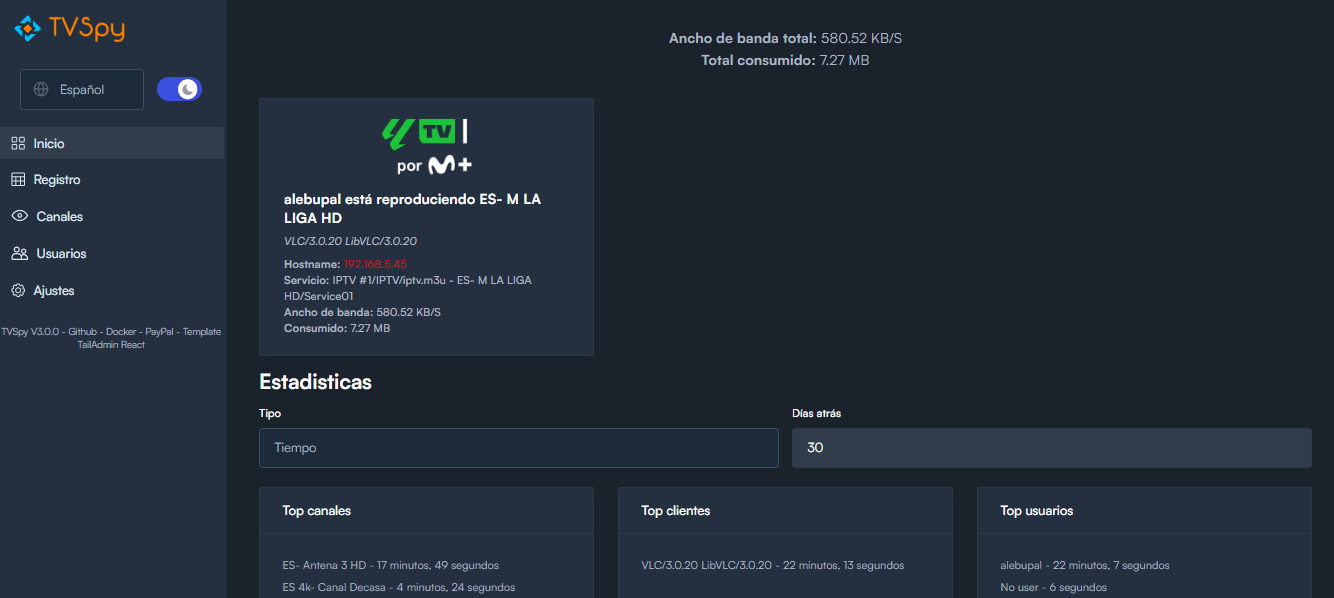 TVSpy
Español
Inicio
Registro
Canales
Usuarios
Ajustes
TVSpy V3.0.0 - Github - Docker - PayPal - Template
TailAdmin React
Ancho de banda total: 580.52 KB/S
Total consumido: 7.27 MB
TV
por M+
alebupal está reproduciendo ES- M LA
LIGA HD
VLC/3.0.20 LibVLC/3.0.20
Hostname: 192.168.5.45
Servicio: IPTV #1/IPTV/iptv.m3u - ES- M LA LIGA
HD/Service01
Ancho de banda: 580.52 KB/S
Consumido: 7.27 MB
Estadisticas
Tipo
Tiempo
Días atrás
30
Top canales
ES- Antena 3 HD - 17 minutos, 49 segundos
ES 4k- Canal Decasa - 4 minutos, 24 segundos
Top clientes
VLC/3.0.20 LibVLC/3.0.20 - 22 minutos, 13 segundos
Top usuarios
alebupal - 22 minutos, 7 segundos
No user - 6 segundos